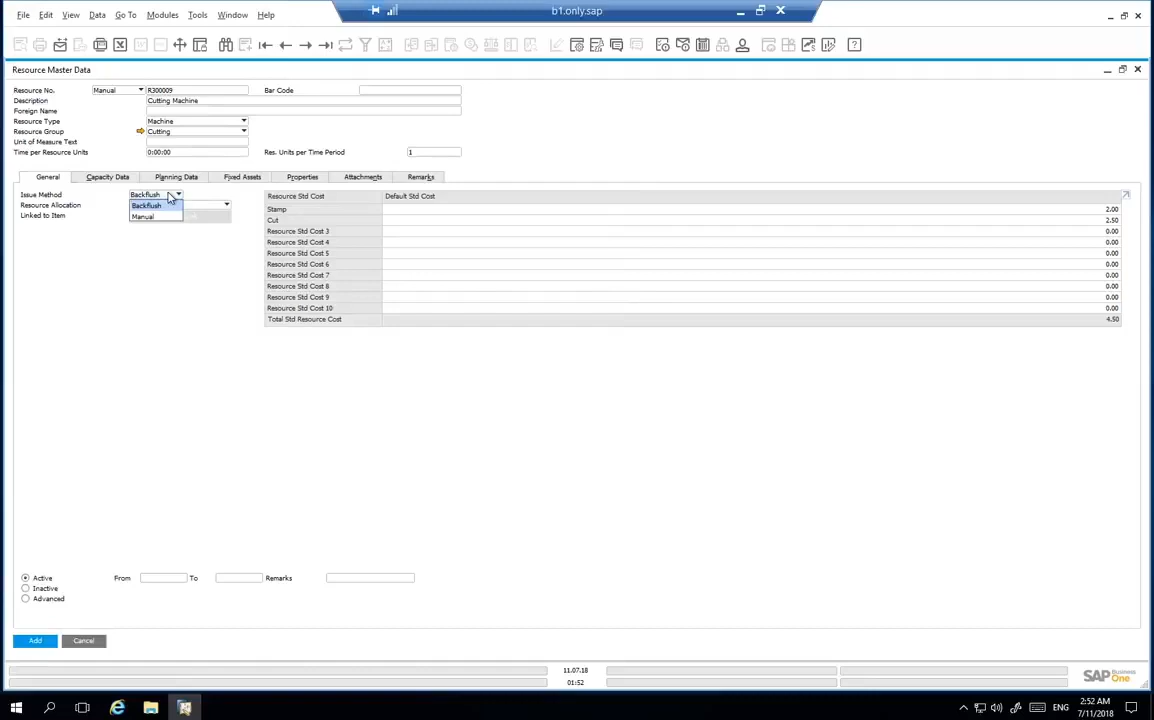 b1.only.sap
File Edit View Data Go To Modules Tools Window Help
Resource Master Data
Resource No. Manual R300009 Bar Code
Description Cutting Machine
Foreign Name
Resource Type Machine
Resource Group Cutting
Unit of Measure Text
Time per Resource Units 0:00:00 Res. Units per Time Period 1
General Capacity Data Planning Data Fixed Assets Properties Attachments Remarks
Issue Method Backflush Resource Std Cost Default Std Cost
Resource Allocation Backflush
Linked to Item Manual
Stamp 2.00
Cut 2.50
Resource Std Cost 3 0.00
Resource Std Cost 4 0.00
Resource Std Cost 5 0.00
Resource Std Cost 6 0.00
Resource Std Cost 7 0.00
Resource Std Cost 8 0.00
Resource Std Cost 9 0.00
Resource Std Cost 10 0.00
Total Std Resource Cost 4.50
Active From To Remarks
Inactive
Advanced
Add Cancel
11.07.18
01:52
SAP Business One
ENG 2:52 AM
7/11/2018